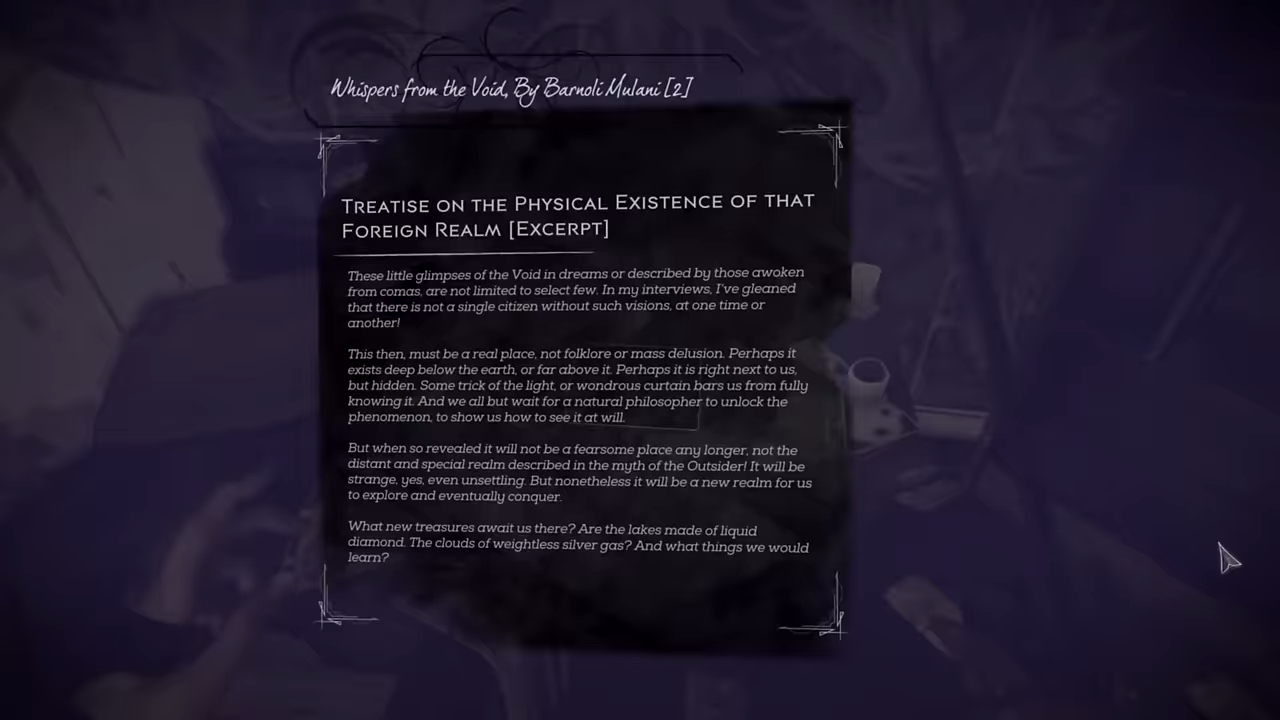 Whispers from the Void, By Barnoli Mulani [2]
Treatise on the Physical Existence of that
Foreign Realm [Excerpt]
These little glimpses of the Void in dreams or described by those awoken
from comas, are not limited to select few. In my interviews, I've gleaned
that there is not a single citizen without such visions, at one time or
another!
This then, must be a real place, not folklore or mass delusion. Perhaps it
exists deep below the earth, or far above it. Perhaps it is right next to us,
but hidden. Some trick of the light, or wondrous curtain bars us from fully
knowing it. And we all but wait for a natural philosopher to unlock the
phenomenon, to show us how to see it at will.
But when so revealed it will not be a fearsome place any longer, not the
distant and special realm described in the myth of the Outsider! It will be
strange, yes, even unsettling. But nonetheless it will be a new realm for us
to explore and eventually conquer.
What new treasures await us there? Are the lakes made of liquid
diamond. The clouds of weightless silver gas? And what things we would
learn?